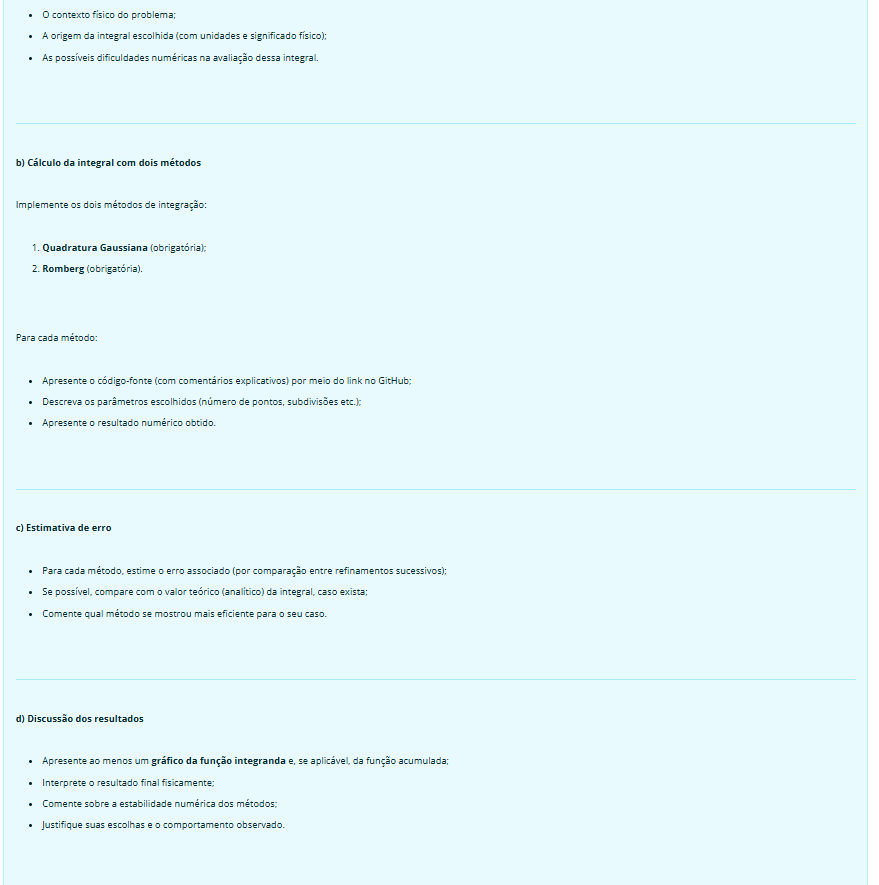 • O contexto físico do problema;
• A origem da integral escolhida (com unidades e significado físico);
• As possíveis dificuldades numéricas na avaliação dessa integral.
b) Cálculo da integral com dois métodos
Implemente os dois métodos de integração:
1. Quadratura Gaussiana (obrigatória);
2. Romberg (obrigatória).
Para cada método:
• Apresente o código-fonte (com comentários explicativos) por meio do link no GitHub;
• Descreva os parâmetros escolhidos (número de pontos, subdivisões etc.);
• Apresente o resultado numérico obtido.
c) Estimativa de erro
• Para cada método, estime o erro associado (por comparação entre refinamentos sucessivos);
• Se possível, compare com o valor teórico (analítico) da integral, caso exista;
• Comente qual método se mostrou mais eficiente para o seu caso.
d) Discussão dos resultados
• Apresente ao menos um gráfico da função integranda e, se aplicável, da função acumulada;
• Interprete o resultado final fisicamente;
• Comente sobre a estabilidade numérica dos métodos;
• Justifique suas escolhas e o comportamento observado.